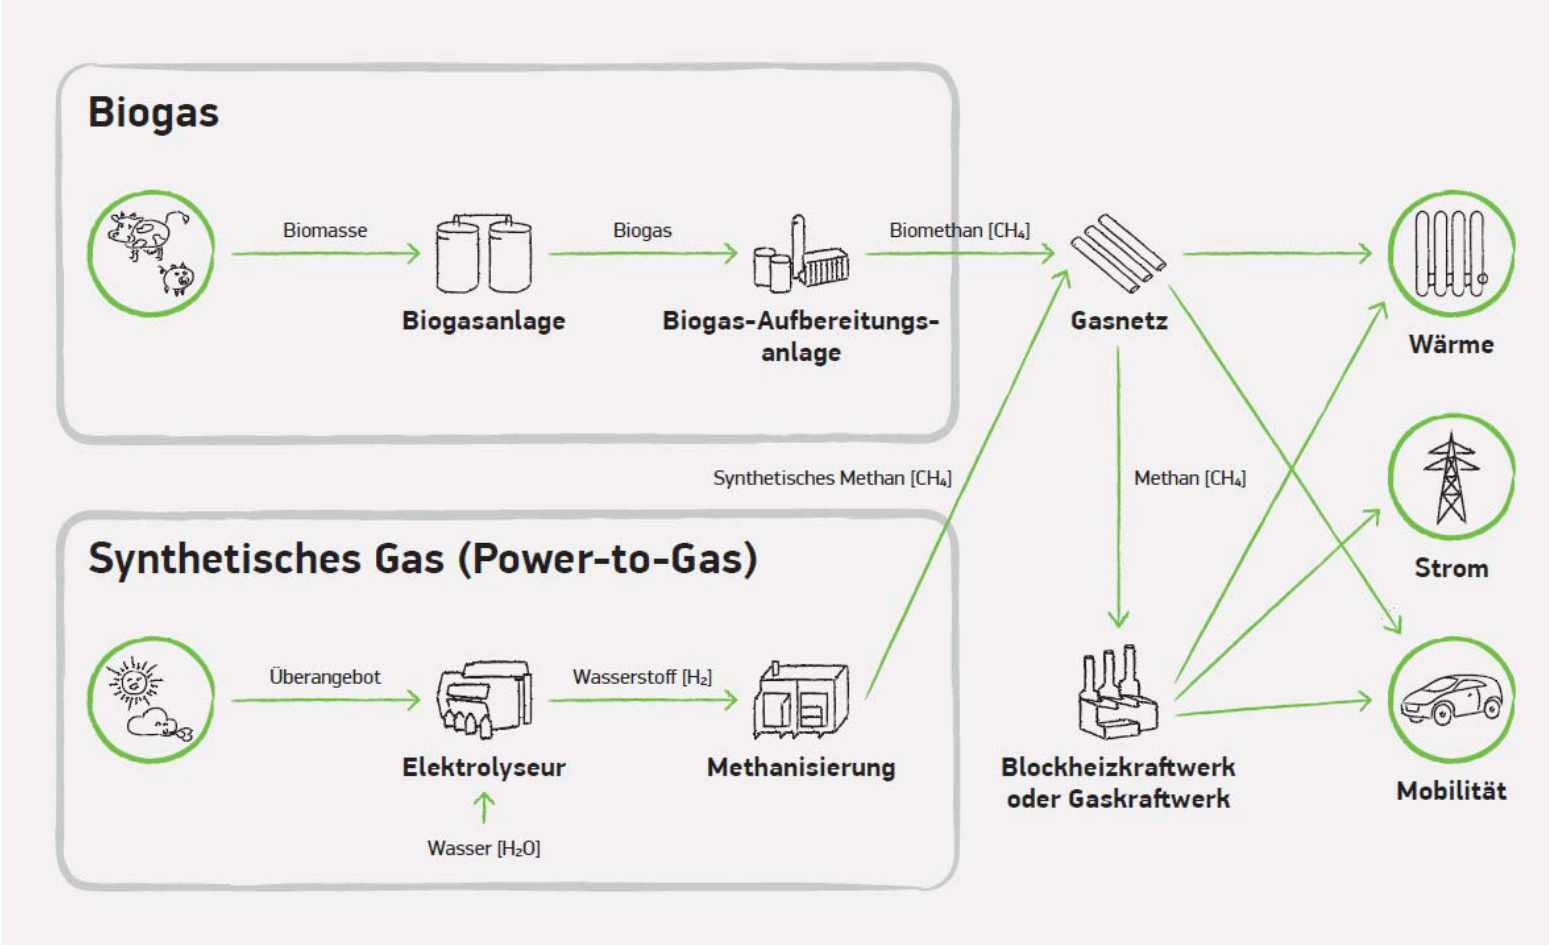 Biogas
Biomasse
Biogas
Biomethan [CH₄]
Biogasanlage
Biogas-Aufbereitungs-
anlage
Gasnetz
Wärme
Synthetisches Methan [CH₄]
Methan [CH₄]
Strom
Synthetisches Gas (Power-to-Gas)
Überangebot
Wasserstoff [H₂]
Elektrolyseur
Methanisierung
Blockheizkraftwerk
oder Gaskraftwerk
Mobilität
Wasser [H₂O]